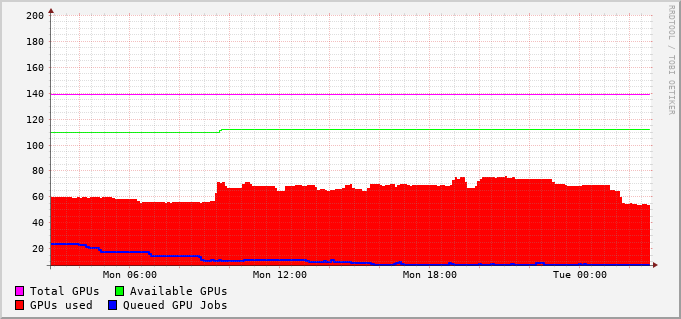 200
180
160
140
120
100
80
60
40
20
Mon 06:00 Mon 12:00 Mon 18:00 Tue 00:00
Total GPUs Available GPUs
GPUs used Queued GPU Jobs
RRDTOOL / TOBI OETIKER